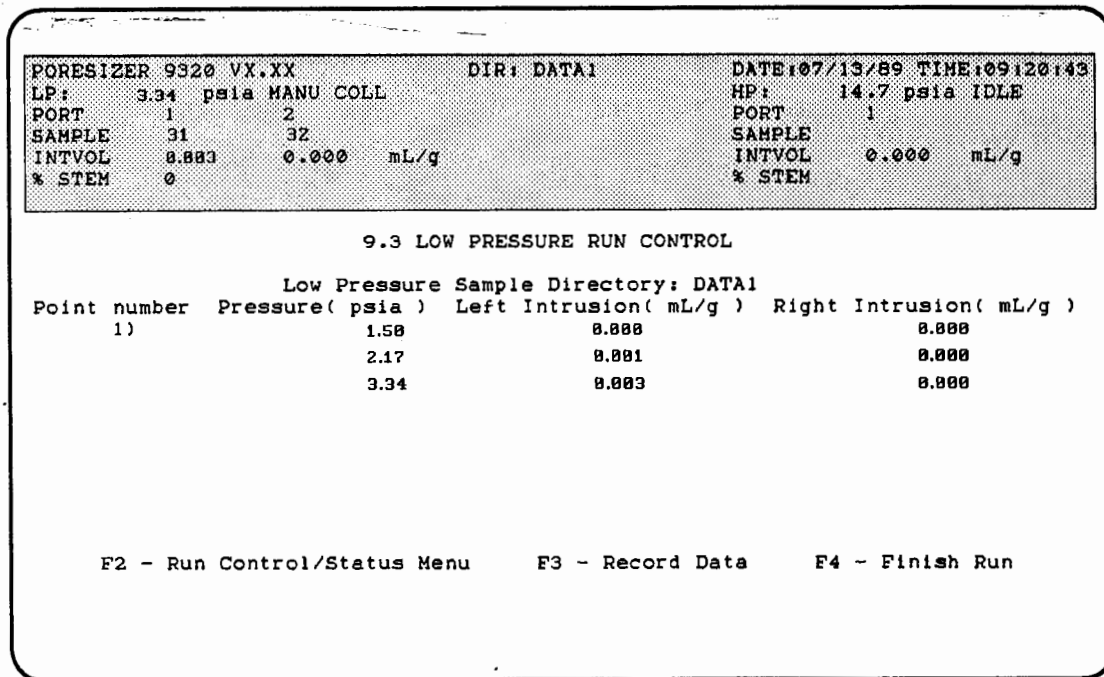 PORESIZER 9320 VX.XX DIR: DATA1 DATE:07/13/89 TIME:09:20:43
LP: 3.34 psia MANU COLL HP: 14.7 psia IDLE
PORT 1 2 PORT 1
SAMPLE 31 32 SAMPLE
INTVOL 0.003 0.000 mL/g INTVOL 0.000 mL/g
% STEM 0 % STEM
9.3 LOW PRESSURE RUN CONTROL
Low Pressure Sample Directory: DATA1
Point number Pressure( psia ) Left Intrusion( mL/g ) Right Intrusion( mL/g )
1) 1.50 0.000 0.000
2.17 0.001 0.000
3.34 0.003 0.000
F2 - Run Control/Status Menu F3 - Record Data F4 - Finish Run